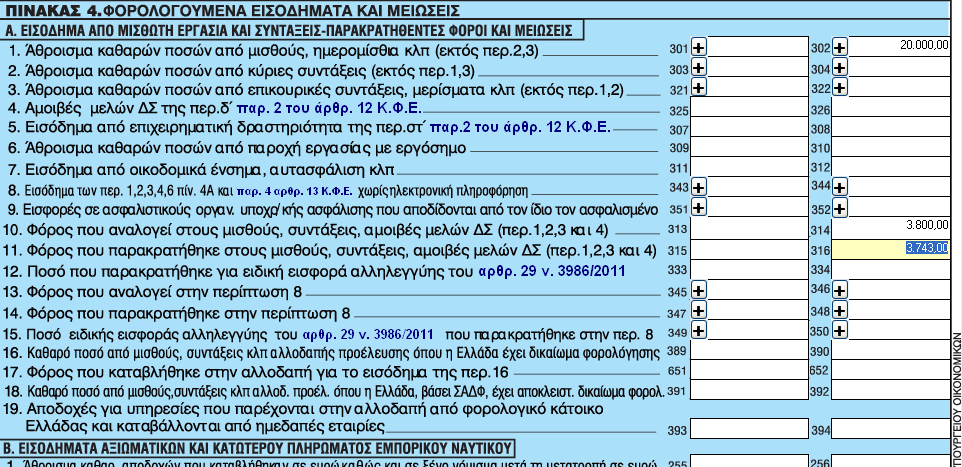 ΠΙΝΑΚΑΣ 4. ΦΟΡΟΛΟΓΟΥΜΕΝΑ ΕΙΣΟΔΗΜΑΤΑ ΚΑΙ ΜΕΙΩΣΕΙΣ
Α. ΕΙΣΟΔΗΜΑ ΑΠΟ ΜΙΣΘΩΤΗ ΕΡΓΑΣΙΑ ΚΑΙ ΣΥΝΤΑΞΕΙΣ-ΠΑΡΑΚΡΑΤΗΘΕΝΤΕΣ ΦΟΡΟΙ ΚΑΙ ΜΕΙΩΣΕΙΣ
1. Άθροισμα καθαρών ποσών από μισθούς, ημερομίσθια κλπ (εκτός περ.2,3) 301 + 302 + 20.000,00
2. Άθροισμα καθαρών ποσών από κύριες συντάξεις (εκτός περ.1,3) 303 + 304 +
3. Άθροισμα καθαρών ποσών από επικουρικές συντάξεις, μερίσματα κλπ (εκτός περ.1,2) 321 + 322 +
4. Αμοιβές μελών ΔΣ της περ.δ΄ παρ. 2 του άρθρ. 12 Κ.Φ.Ε. 325 326
5. Εισόδημα από επιχειρηματική δραστηριότητα της περ.στ΄ παρ.2 του άρθρ. 12 Κ.Φ.Ε. 307 308
6. Άθροισμα καθαρών ποσών από παροχή εργασίας με εργόσημο 309 310
7. Εισόδημα από οικοδομικά ένσημα, αυτασφάλιση κλπ 311 312
8. Εισόδημα των περ. 1,2,3,4,6 πίν. 4Α και παρ. 4 αρθρ. 13 Κ.Φ.Ε. χωρίς ηλεκτρονική πληροφόρηση 343 + 344 +
9. Εισφορές σε ασφαλιστικούς οργαν. υποχρ/κής ασφάλισης που αποδίδονται από τον ίδιο τον ασφαλισμένο 351 + 352 +
10. Φόρος που αναλογεί στους μισθούς, συντάξεις, αμοιβές μελών ΔΣ (περ.1,2,3 και 4) 313 314 3.800,00
11. Φόρος που παρακρατήθηκε στους μισθούς, συντάξεις, αμοιβές μελών ΔΣ (περ.1,2,3 και 4) 315 316 3.743,00
12. Ποσό που παρακρατήθηκε για ειδική εισφορά αλληλεγγύης του αρθρ. 29 ν. 3986/2011 333 334
13. Φόρος που αναλογεί στην περίπτωση 8 345 + 346 +
14. Φόρος που παρακρατήθηκε στην περίπτωση 8 347 + 348 +
15. Ποσό ειδικής εισφοράς αλληλεγγύης του αρθρ. 29 ν. 3986/2011 που παρακρατήθηκε στην περ. 8 349 + 350 +
16. Καθαρό ποσό από μισθούς, συντάξεις κλπ αλλοδαπής προέλευσης όπου η Ελλάδα έχει δικαίωμα φορολόγησης 389 390
17. Φόρος που καταβλήθηκε στην αλλοδαπή για το εισόδημα της περ.16 651 652
18. Καθαρό ποσό από μισθούς,συντάξεις κλπ αλλοδ. προέλ. όπου η Ελλάδα, βάσει ΣΑΔΦ, έχει αποκλειστ. δικαίωμα φορολ. 391 392
19. Αποδοχές για υπηρεσίες που παρέχονται στην αλλοδαπή από φορολογικό κάτοικο
Ελλάδας και καταβάλλονται από ημεδαπές εταιρίες 393 394
Β. ΕΙΣΟΔΗΜΑΤΑ ΑΞΙΩΜΑΤΙΚΩΝ ΚΑΙ ΚΑΤΩΤΕΡΟΥ ΠΛΗΡΩΜΑΤΟΣ ΕΜΠΟΡΙΚΟΥ ΝΑΥΤΙΚΟΥ
1. Άθροισμα καθαρ. αποδοχών που καταβλήθηκαν σε ευρώ καθώς και σε ξένο νόμισμα μετά τη μετατροπή σε ευρώ 255 256
ΟΙΚΟΝΟΜΙΚΩΝ